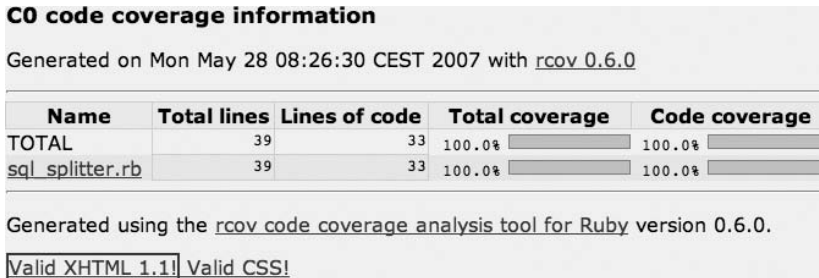 C0 code coverage information
Generated on Mon May 28 08:26:30 CEST 2007 with rcov 0.6.0
Name Total lines Lines of code Total coverage Code coverage
TOTAL 39 33 100.0% 100.0%
sql_splitter.rb 39 33 100.0% 100.0%
Generated using the rcov code coverage analysis tool for Ruby version 0.6.0.
Valid XHTML 1.1! Valid CSS!